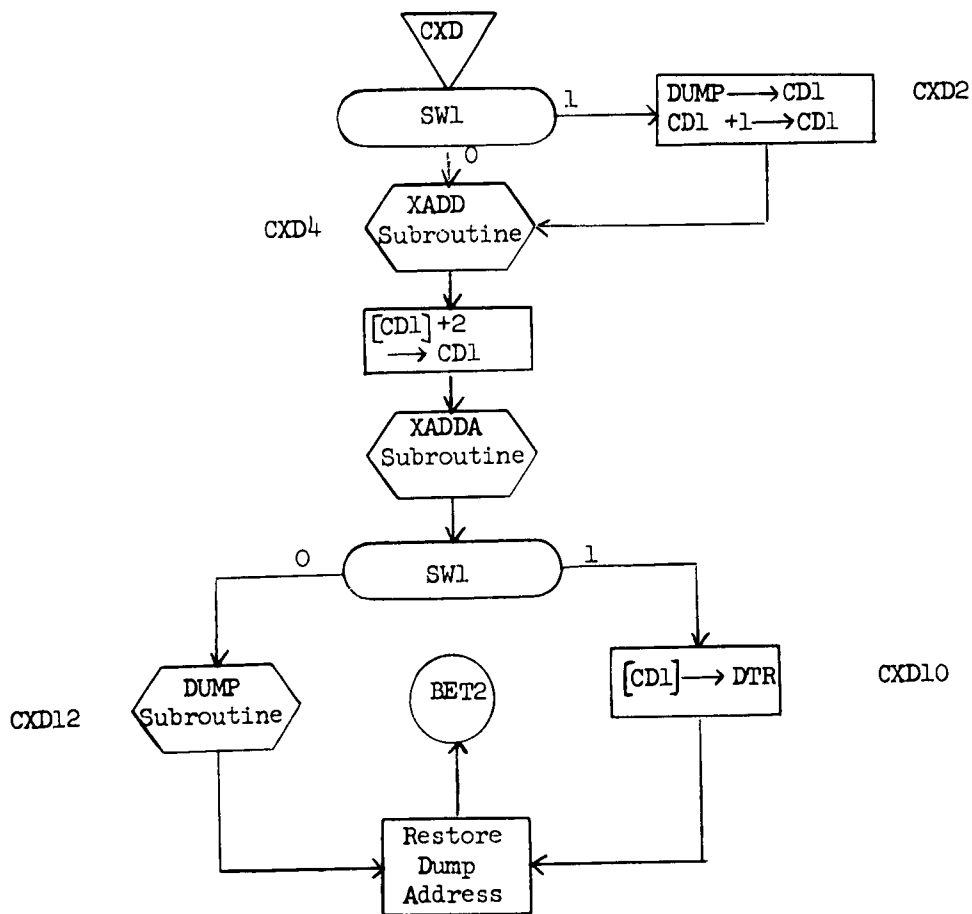 CXD
SW1
1
DUMP → CD1
CD1 +1 → CD1
CXD2
0
CXD4
XADD
Subroutine
[CD1] +2
→ CD1
XADDA
Subroutine
0
SW1
1
CXD12
DUMP
Subroutine
BET2
[CD1] → DTR
CXD10
Restore
Dump
Address